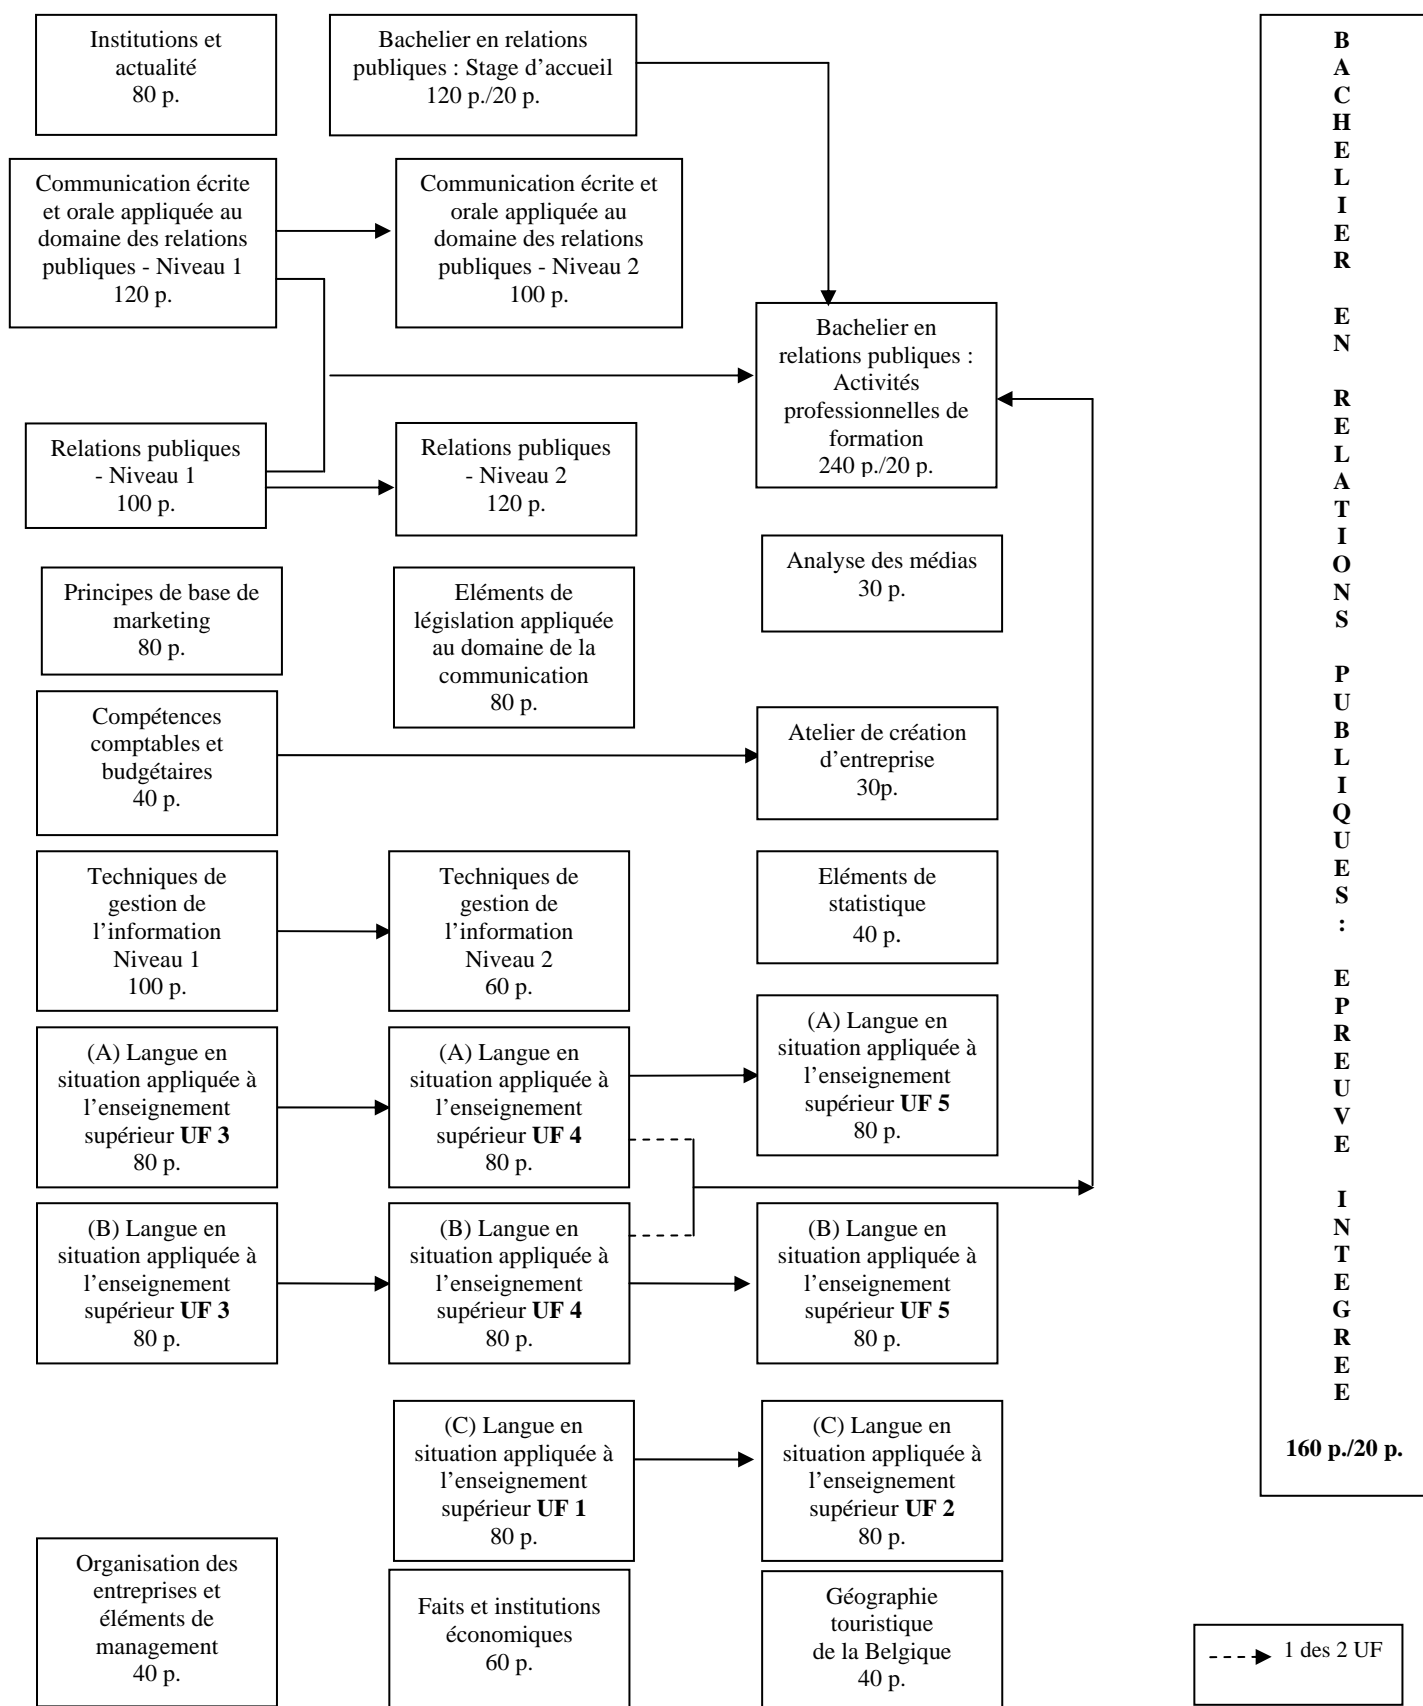 Institutions et
actualité
80 p.
Bachelier en relations
publiques : Stage d’accueil
120 p./20 p.
Communication écrite
et orale appliquée au
domaine des relations
publiques - Niveau 1
120 p.
Communication écrite et
orale appliquée au
domaine des relations
publiques - Niveau 2
100 p.
Bachelier en
relations publiques :
Activités
professionnelles de
formation
240 p./20 p.
Relations publiques
- Niveau 1
100 p.
Relations publiques
- Niveau 2
120 p.
Analyse des médias
30 p.
Principes de base de
marketing
80 p.
Eléments de
législation appliquée
au domaine de la
communication
80 p.
Compétences
comptables et
budgétaires
40 p.
Atelier de création
d’entreprise
30p.
Techniques de
gestion de
l’information
Niveau 1
100 p.
Techniques de
gestion de
l’information
Niveau 2
60 p.
Eléments de
statistique
40 p.
(A) Langue en
situation appliquée à
l’enseignement
supérieur UF 3
80 p.
(A) Langue en
situation appliquée à
l’enseignement
supérieur UF 4
80 p.
(A) Langue en
situation appliquée à
l’enseignement
supérieur UF 5
80 p.
(B) Langue en
situation appliquée à
l’enseignement
supérieur UF 3
80 p.
(B) Langue en
situation appliquée à
l’enseignement
supérieur UF 4
80 p.
(B) Langue en
situation appliquée à
l’enseignement
supérieur UF 5
80 p.
(C) Langue en
situation appliquée à
l’enseignement
supérieur UF 1
80 p.
(C) Langue en
situation appliquée à
l’enseignement
supérieur UF 2
80 p.
Organisation des
entreprises et
éléments de
management
40 p.
Faits et institutions
économiques
60 p.
Géographie
touristique
de la Belgique
40 p.
BACHELIER EN RELATIONS PUBLIQUES : EPREUVE INTEGREE
160 p./20 p.
1 des 2 UF